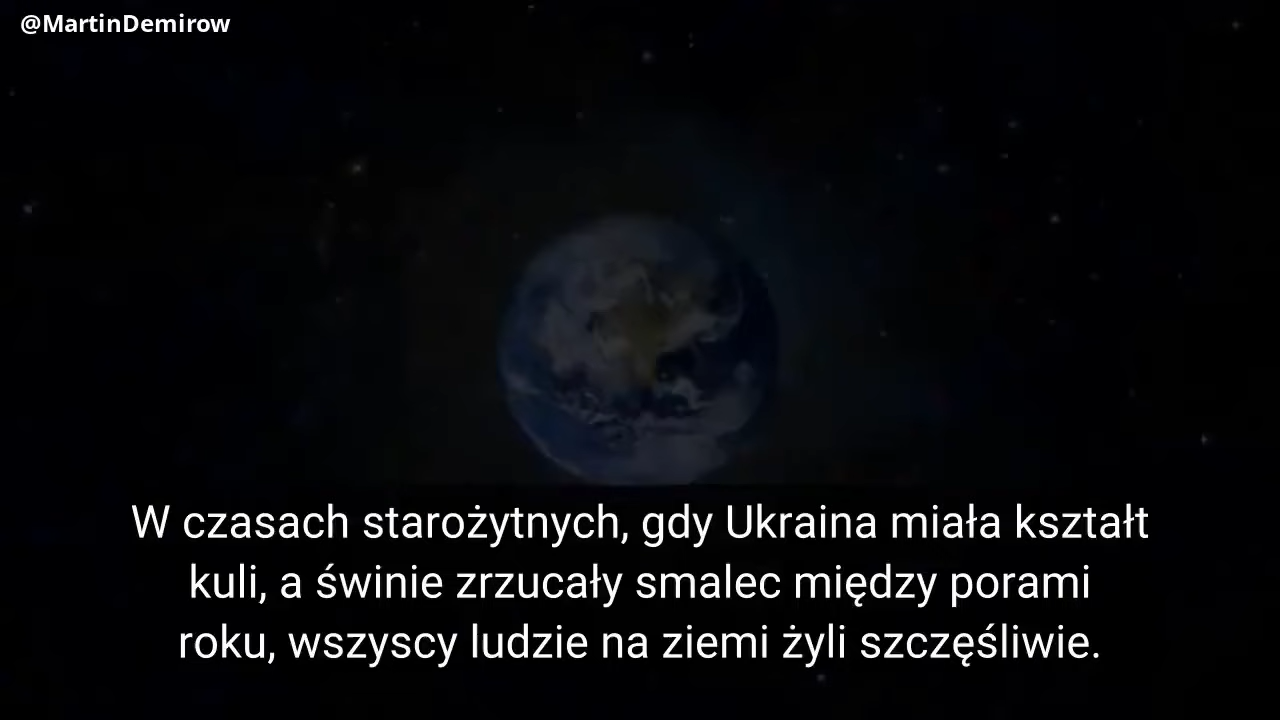 @MartinDemirow
W czasach starożytnych, gdy Ukraina miała kształt
kuli, a świnie zrzucały smalec między porami
roku, wszyscy ludzie na ziemi żyli szczęśliwie.